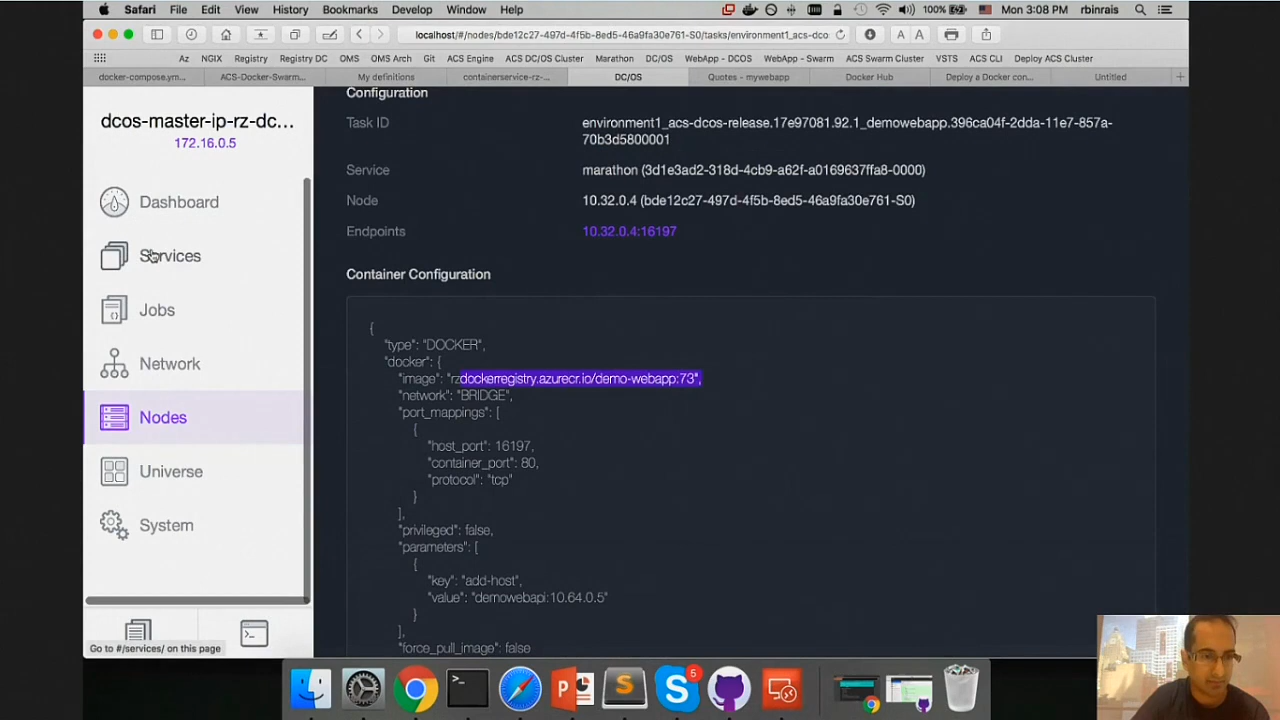 Safari File Edit View History Bookmarks Develop Window Help 100% Mon 3:08 PM rbinrais
localhost/#/nodes/bde12c27-497d-4f5b-8ed5-46a9fa30e761-S0/tasks/environment1_acs-dcos A A
Az NGIX Registry Registry DC OMS OMS Arch Git ACS Engine ACS DC/OS Cluster Marathon DC/OS WebApp - DCOS WebApp - Swarm ACS Swarm Cluster VSTS ACS CLI Deploy ACS Cluster
docker-compose.ym... ACS-Docker-Swarm... My definitions containerservice-rz-... DC/OS Quotes - mywebapp Docker Hub Deploy a Docker con... Untitled
dcos-master-ip-rz-dc...
172.16.0.5
Dashboard
Services
Jobs
Network
Nodes
Universe
System
Go to #/services/ on this page
Configuration
Task ID environment1_acs-dcos-release.17e97081.92.1_demowebapp.396ca04f-2dda-11e7-857a-
70b3d5800001
Service marathon (3d1e3ad2-318d-4cb9-a62f-a0169637ffa8-0000)
Node 10.32.0.4 (bde12c27-497d-4f5b-8ed5-46a9fa30e761-S0)
Endpoints 10.32.0.4:16197
Container Configuration
{
"type": "DOCKER",
"docker": {
"image": "rzdockerregistry.azurecr.io/demo-webapp:73",
"network": "BRIDGE",
"port_mappings": [
{
"host_port": 16197,
"container_port": 80,
"protocol": "tcp"
}
],
"privileged": false,
"parameters": [
{
"key": "add-host",
"value": "demowebapi:10.64.0.5"
}
],
"force_pull_image": false
5